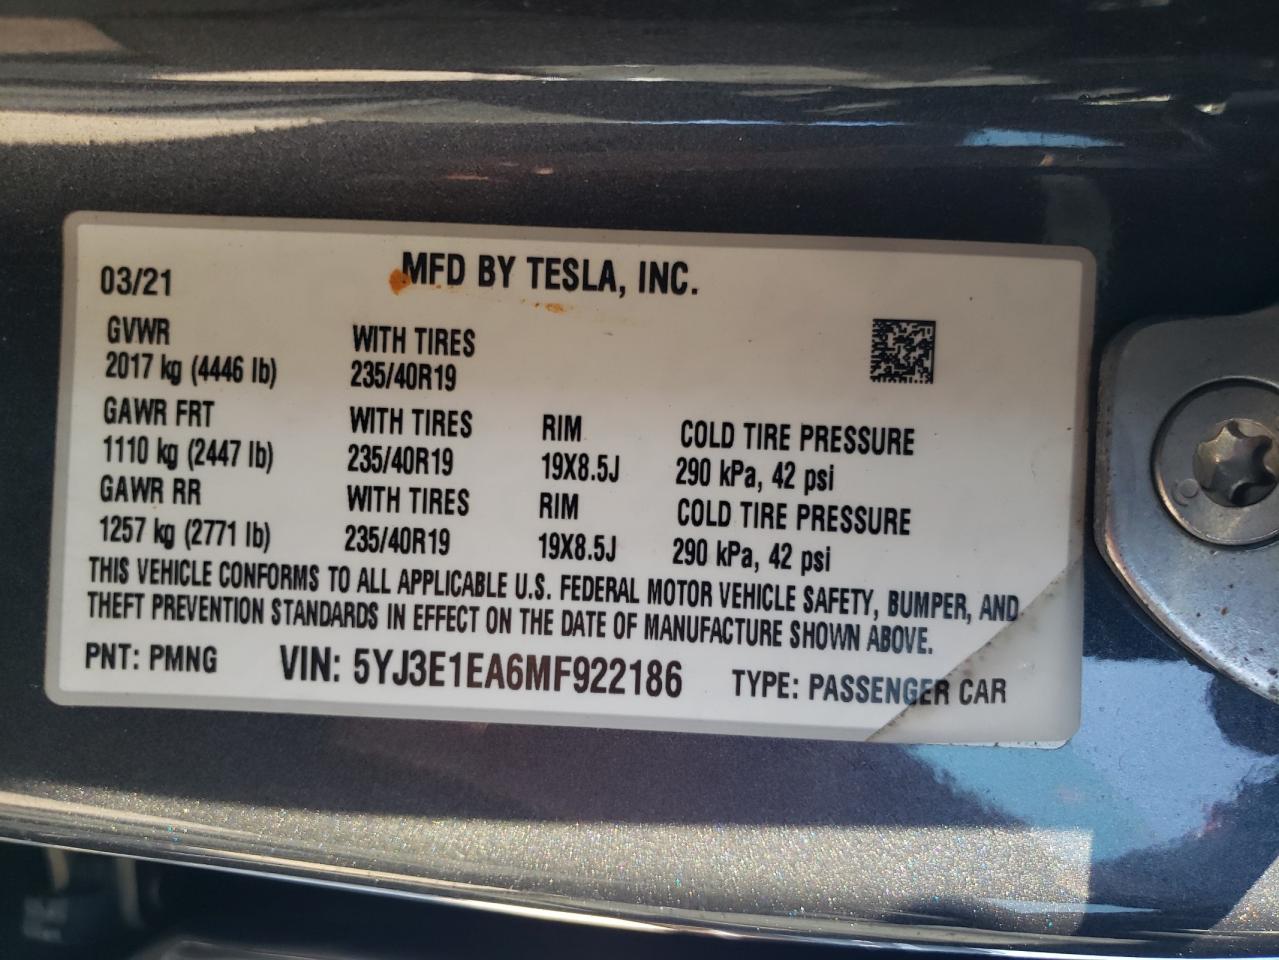 03/21 MFD BY TESLA, INC.
GVWR WITH TIRES
2017 kg (4446 lb) 235/40R19
GAWR FRT WITH TIRES RIM COLD TIRE PRESSURE
1110 kg (2447 lb) 235/40R19 19X8.5J 290 kPa, 42 psi
GAWR RR WITH TIRES RIM COLD TIRE PRESSURE
1257 kg (2771 lb) 235/40R19 19X8.5J 290 kPa, 42 psi
THIS VEHICLE CONFORMS TO ALL APPLICABLE U.S. FEDERAL MOTOR VEHICLE SAFETY, BUMPER, AND
THEFT PREVENTION STANDARDS IN EFFECT ON THE DATE OF MANUFACTURE SHOWN ABOVE.
PNT: PMNG VIN: 5YJ3E1EA6MF922186 TYPE: PASSENGER CAR